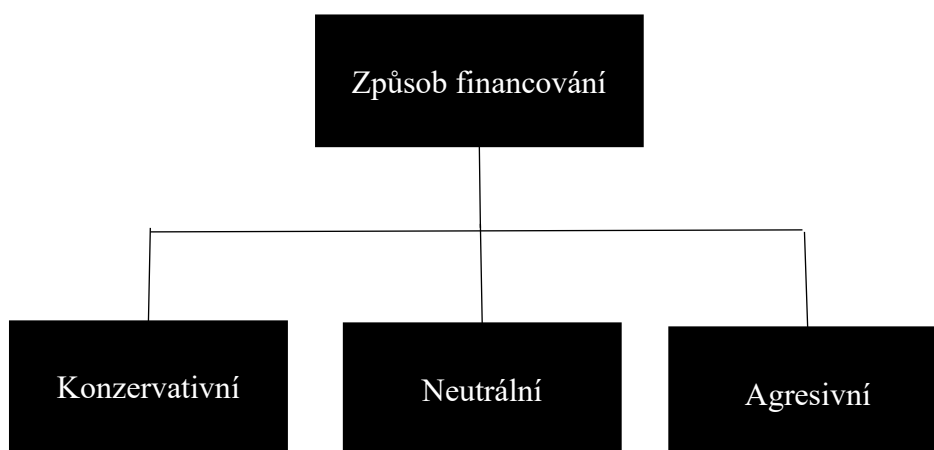 Způsob financování
Konzervativní
Neutrální
Agresivní